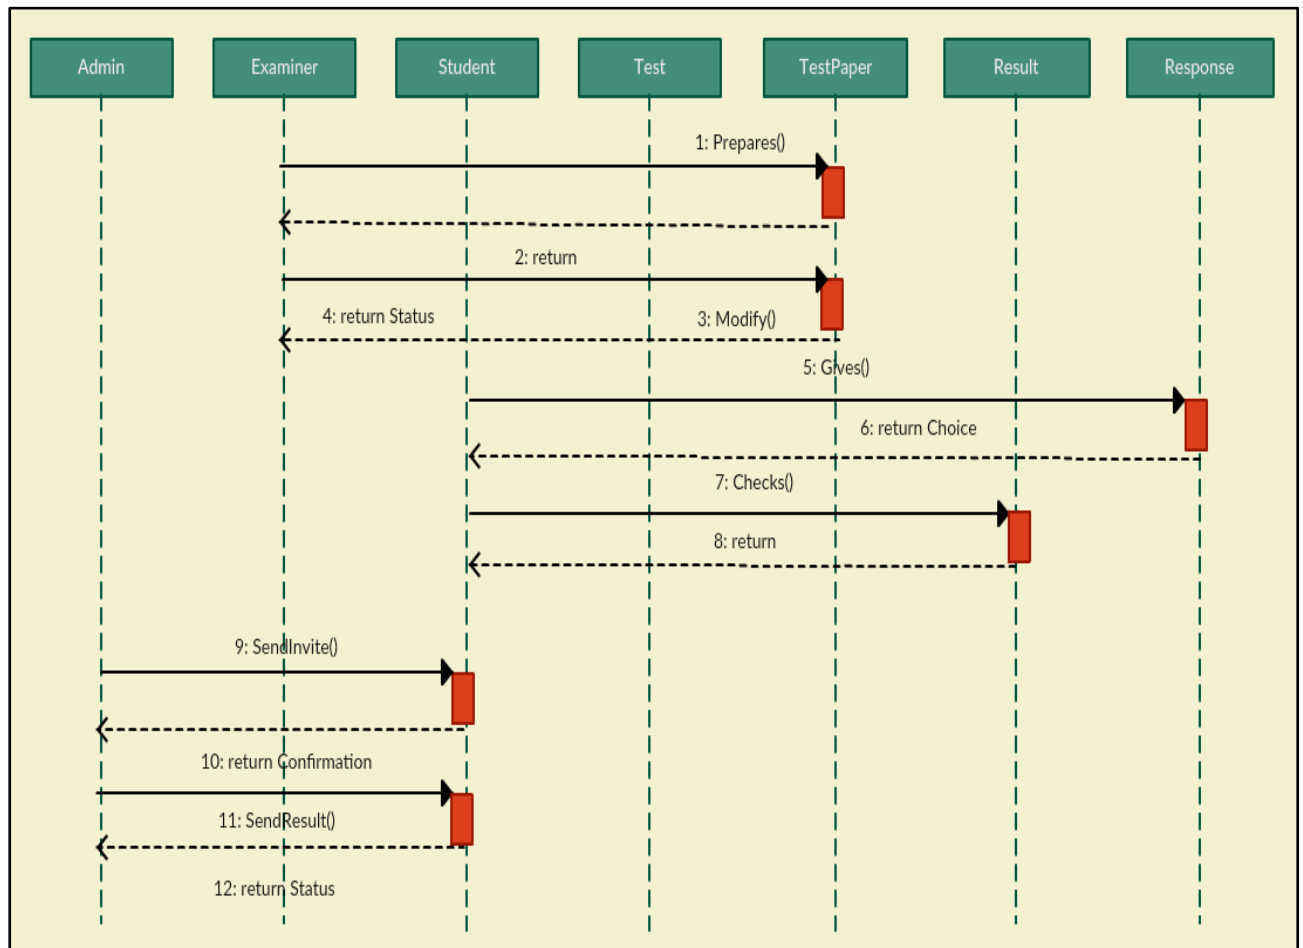 Admin
Examiner
Student
Test
TestPaper
Result
Response
1: Prepares()
2: return
4: return Status
3: Modify()
5: Gives()
6: return Choice
7: Checks()
8: return
9: SendInvite()
10: return Confirmation
11: SendResult()
12: return Status